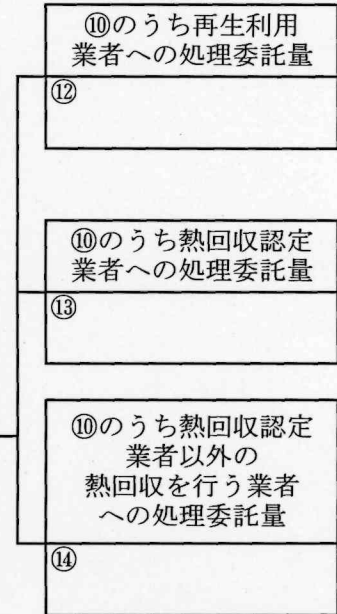 ⑩のうち再生利用
業者への処理委託量
⑫
⑩のうち熱回収認定
業者への処理委託量
⑬
⑩のうち熱回収認定
業者以外の
熱回収を行う業者
への処理委託量
⑭